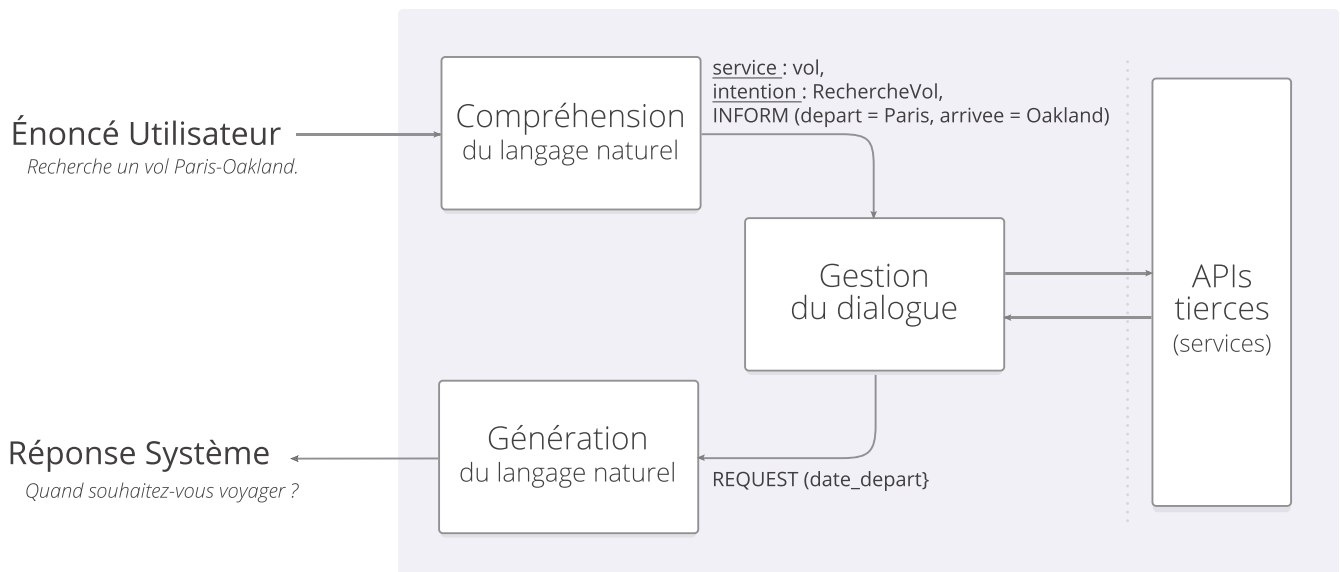 service : vol,
intention : RechercheVol,
INFORM (depart = Paris, arrivee = Oakland)
Énoncé Utilisateur
Recherche un vol Paris-Oakland.
Compréhension
du langage naturel
Gestion
du dialogue
APIs
tierces
(services)
Génération
du langage naturel
Réponse Système
Quand souhaitez-vous voyager ?
REQUEST (date_depart}